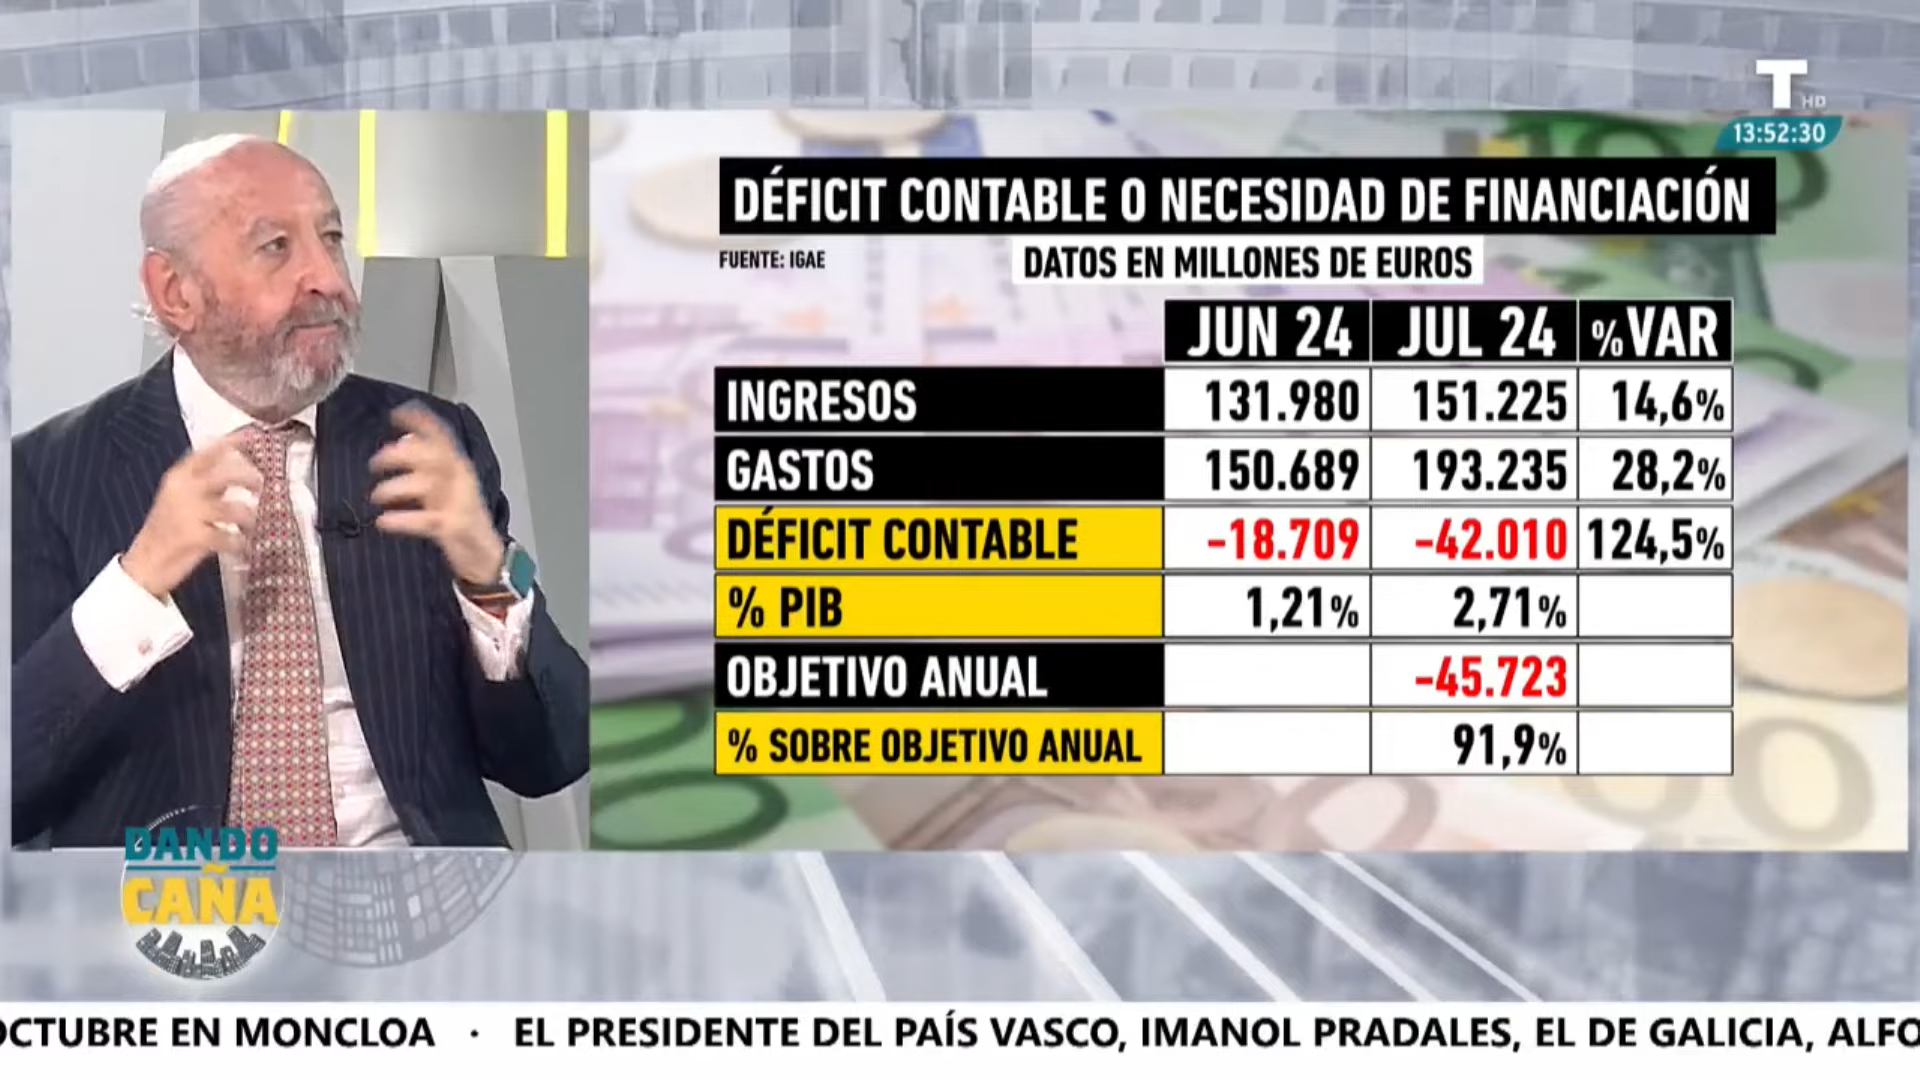 T HD
13:52:30
DÉFICIT CONTABLE O NECESIDAD DE FINANCIACIÓN
FUENTE: IGAE
DATOS EN MILLONES DE EUROS
JUN 24 JUL 24 %VAR
INGRESOS 131.980 151.225 14,6%
GASTOS 150.689 193.235 28,2%
DÉFICIT CONTABLE -18.709 -42.010 124,5%
% PIB 1,21% 2,71%
OBJETIVO ANUAL -45.723
% SOBRE OBJETIVO ANUAL 91,9%
DANDO
CAÑA
OCTUBRE EN MONCLOA · EL PRESIDENTE DEL PAÍS VASCO, IMANOL PRADALES, EL DE GALICIA, ALFO